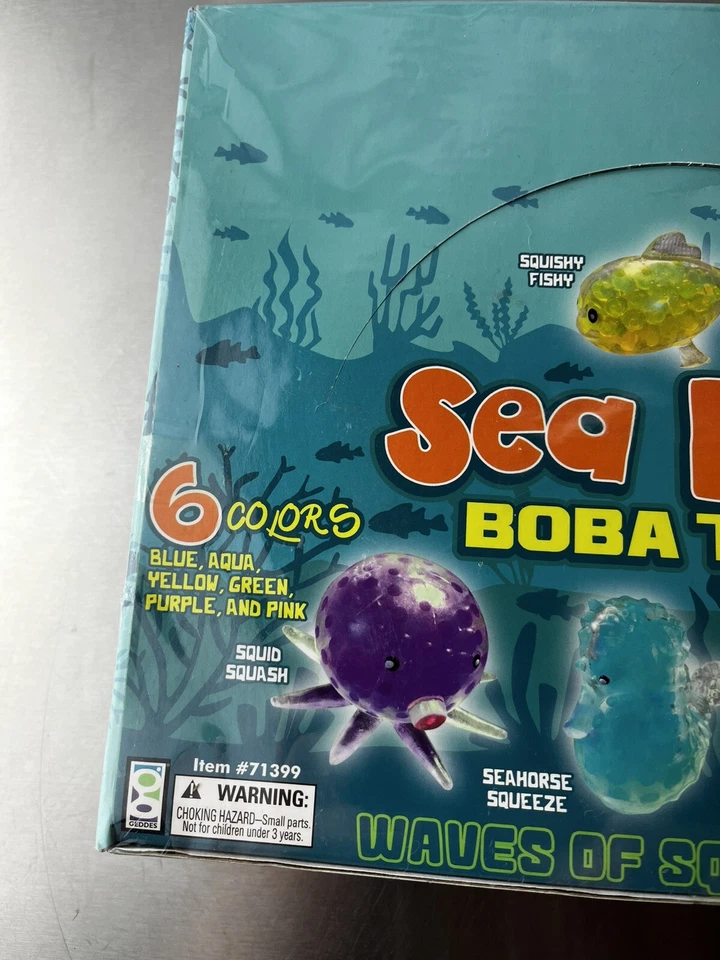 SQUISHY
FISHY
Sea
BOBA
6 COLORS
BLUE, AQUA,
YELLOW, GREEN,
PURPLE, AND PINK
SQUID
SQUASH
SEAHORSE
SQUEEZE
Item #71399
WARNING:
CHOKING HAZARD—Small parts.
Not for children under 3 years.
GEDDES
WAVES OF